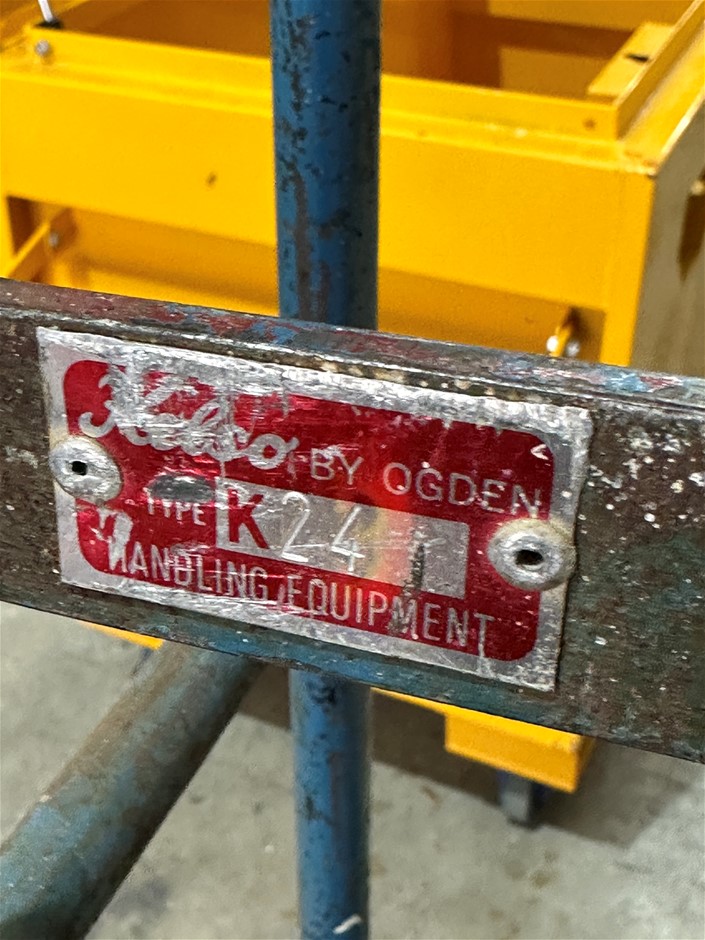 Kelso BY OGDEN
TYPE K24
HANDLING EQUIPMENT